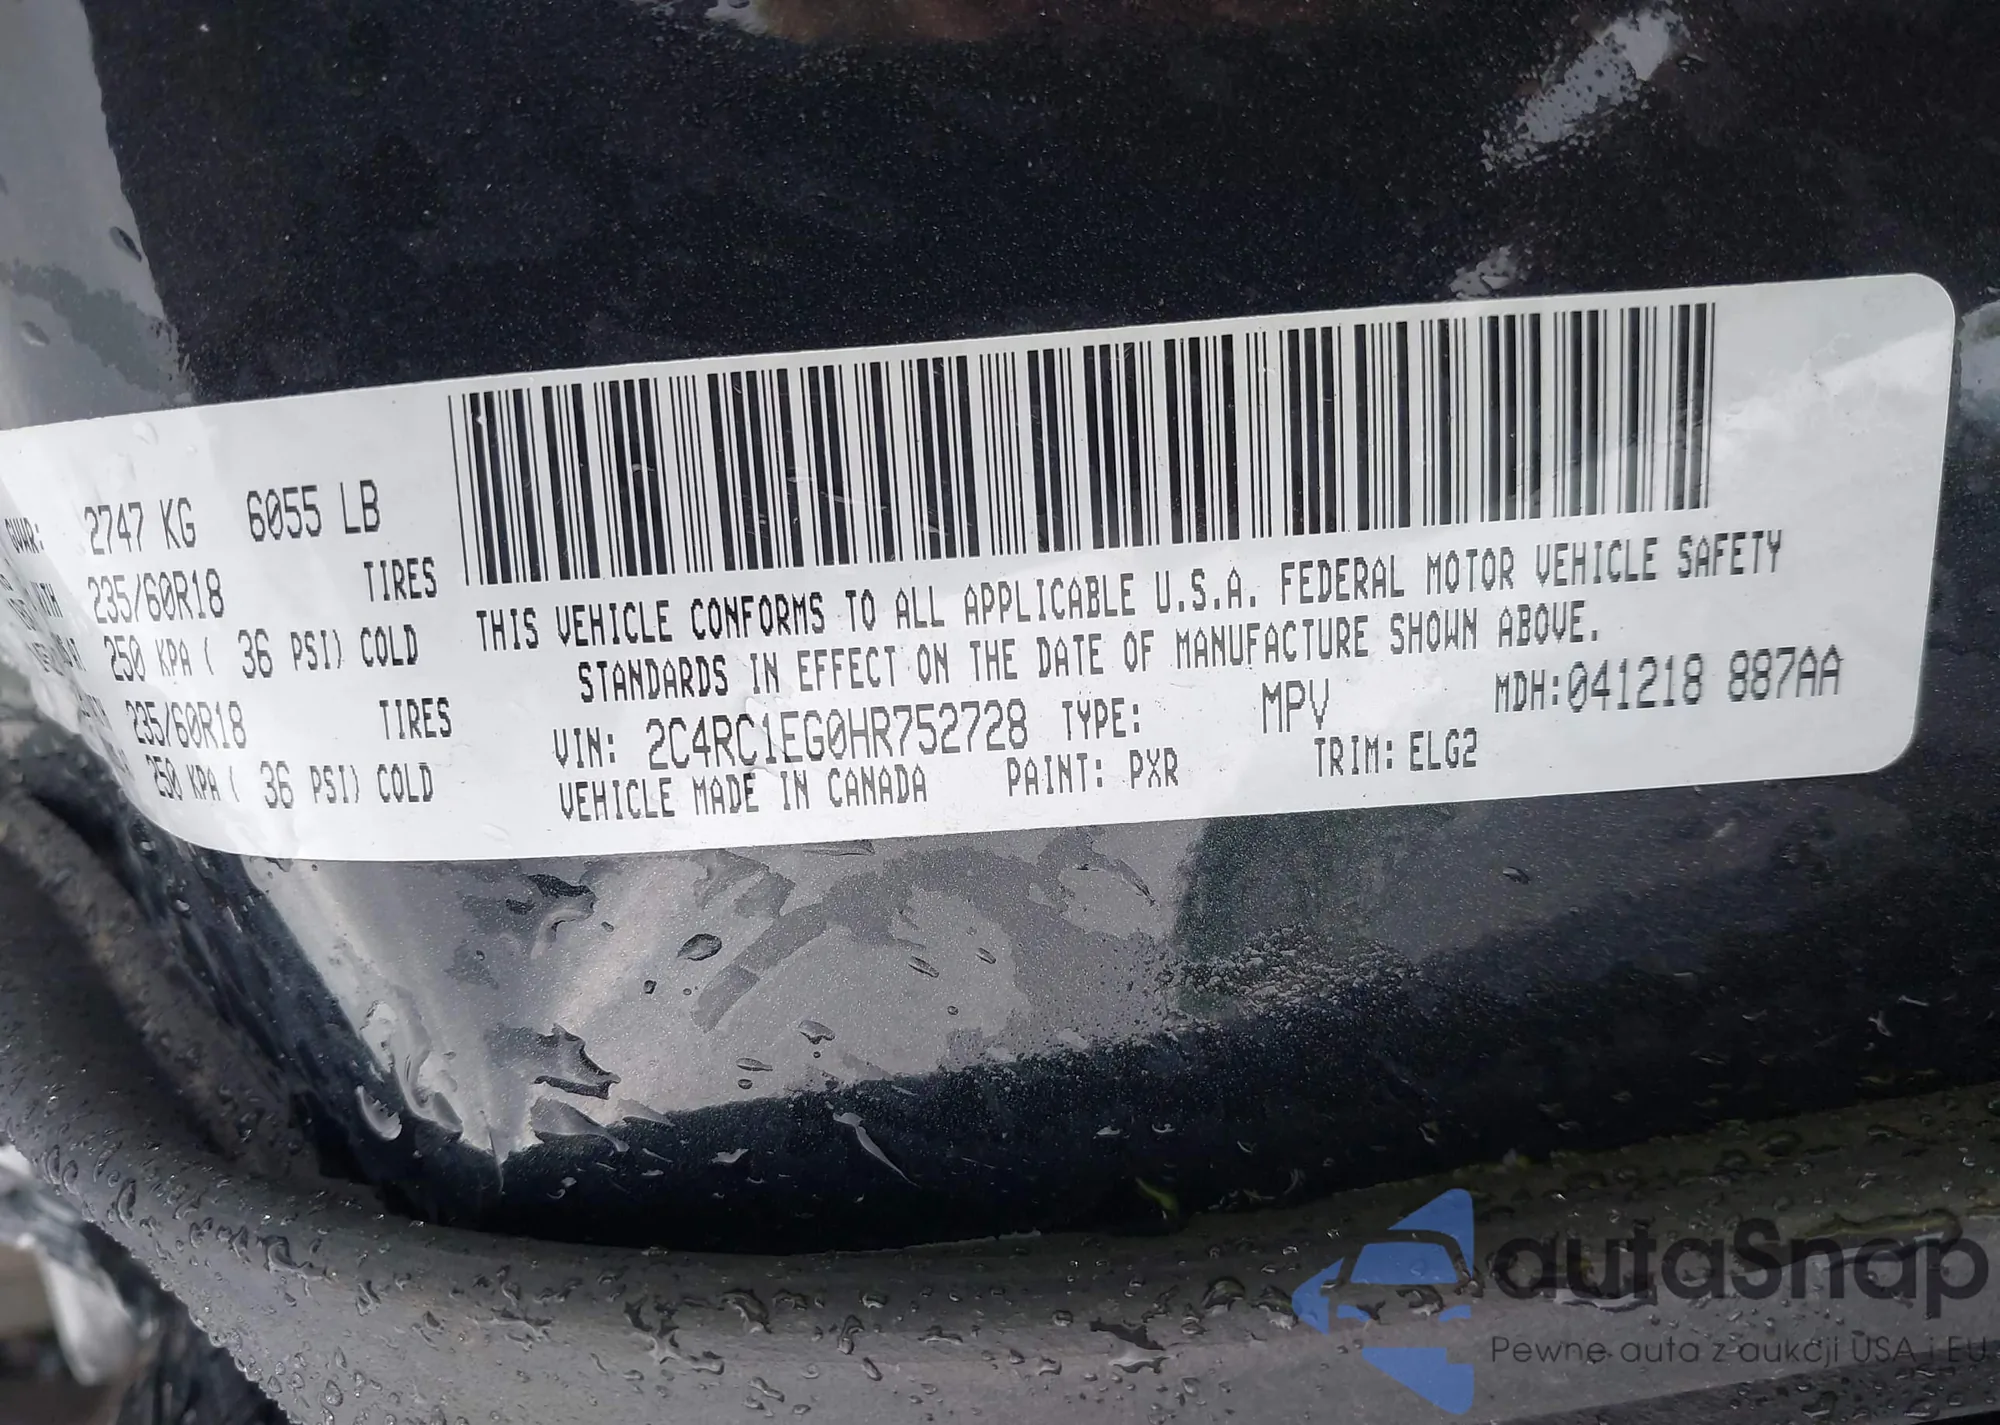 GVWR: 2747 KG 6055 LB
WITH 235/60R18 TIRES
250 KPA ( 36 PSI) COLD
235/60R18 TIRES
250 KPA ( 36 PSI) COLD
THIS VEHICLE CONFORMS TO ALL APPLICABLE U.S.A. FEDERAL MOTOR VEHICLE SAFETY
STANDARDS IN EFFECT ON THE DATE OF MANUFACTURE SHOWN ABOVE.
VIN: 2C4RC1EG0HR752728 TYPE: MPV MDH:041218 887AA
VEHICLE MADE IN CANADA PAINT: PXR TRIM: ELG2
autaSnap
Pewne auta z aukcji USA i EU